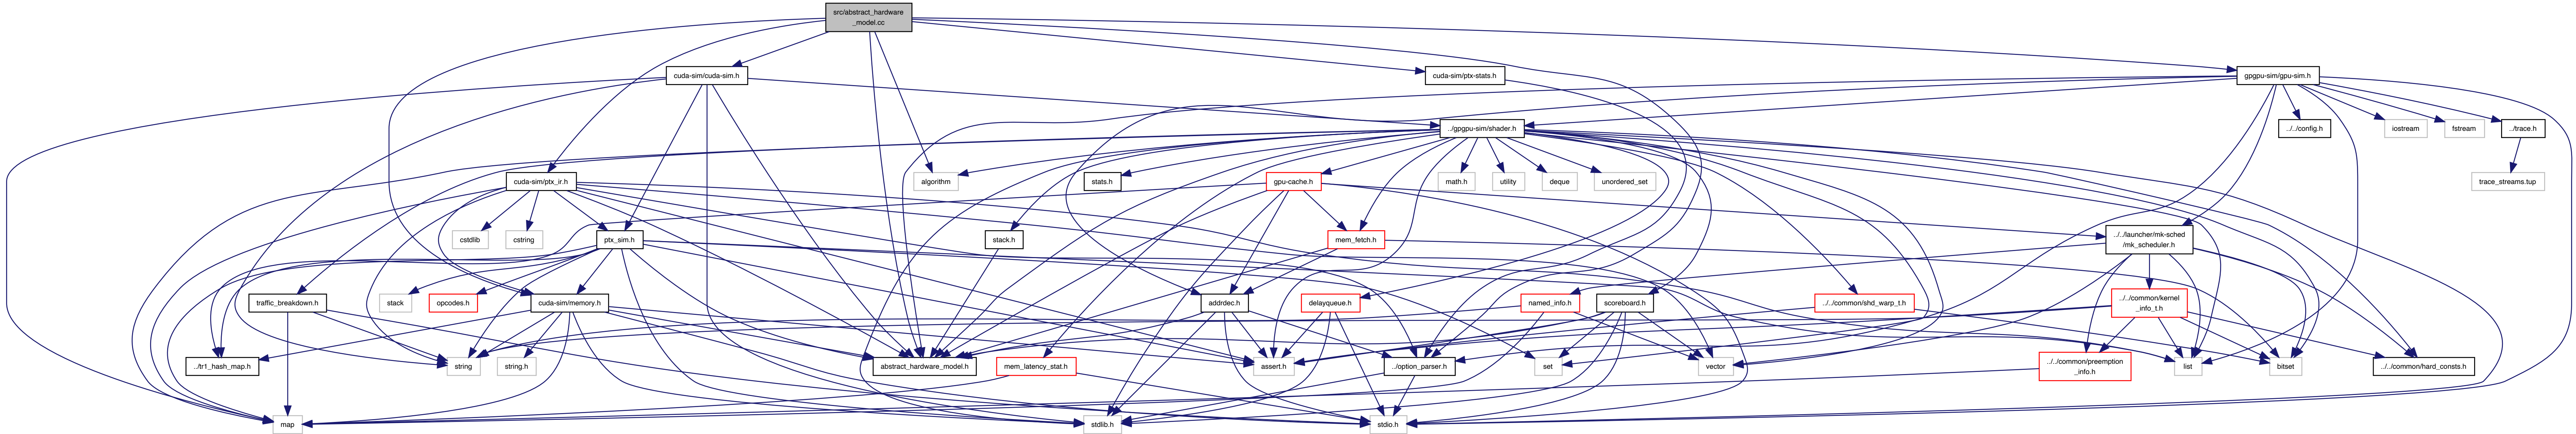 src/abstract_hardware
_model.cc
cuda-sim/cuda-sim.h
cuda-sim/ptx-stats.h
gpgpu-sim/gpu-sim.h
../gpgpu-sim/shader.h
../../config.h
iostream
fstream
../trace.h
cuda-sim/ptx_ir.h
algorithm
stats.h
gpu-cache.h
math.h
utility
deque
unordered_set
trace_streams.tup
cstdlib
cstring
ptx_sim.h
stack.h
mem_fetch.h
../../launcher/mk-sched
/mk_scheduler.h
traffic_breakdown.h
stack
opcodes.h
cuda-sim/memory.h
addrdec.h
delayqueue.h
named_info.h
scoreboard.h
../../common/shd_warp_t.h
../../common/kernel
_info_t.h
../tr1_hash_map.h
string
string.h
abstract_hardware_model.h
mem_latency_stat.h
assert.h
../option_parser.h
set
vector
../../common/preemption
_info.h
list
bitset
../../common/hard_consts.h
map
stdlib.h
stdio.h